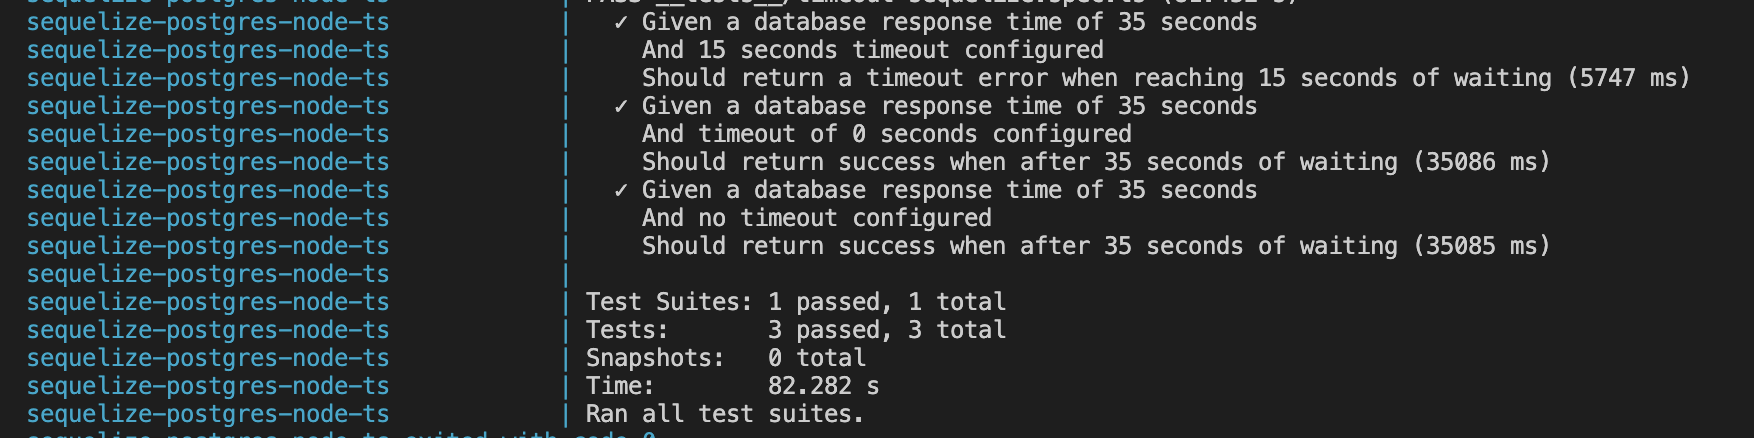 sequelize-postgres-node-ts | PASS __tests__/timeout-sequelize.spec.ts (81.432 s)
sequelize-postgres-node-ts | ✓ Given a database response time of 35 seconds
sequelize-postgres-node-ts | And 15 seconds timeout configured
sequelize-postgres-node-ts | Should return a timeout error when reaching 15 seconds of waiting (5747 ms)
sequelize-postgres-node-ts | ✓ Given a database response time of 35 seconds
sequelize-postgres-node-ts | And timeout of 0 seconds configured
sequelize-postgres-node-ts | Should return success when after 35 seconds of waiting (35086 ms)
sequelize-postgres-node-ts | ✓ Given a database response time of 35 seconds
sequelize-postgres-node-ts | And no timeout configured
sequelize-postgres-node-ts | Should return success when after 35 seconds of waiting (35085 ms)
sequelize-postgres-node-ts |
sequelize-postgres-node-ts | Test Suites: 1 passed, 1 total
sequelize-postgres-node-ts | Tests: 3 passed, 3 total
sequelize-postgres-node-ts | Snapshots: 0 total
sequelize-postgres-node-ts | Time: 82.282 s
sequelize-postgres-node-ts | Ran all test suites.
sequelize-postgres-node-ts exited with code 0